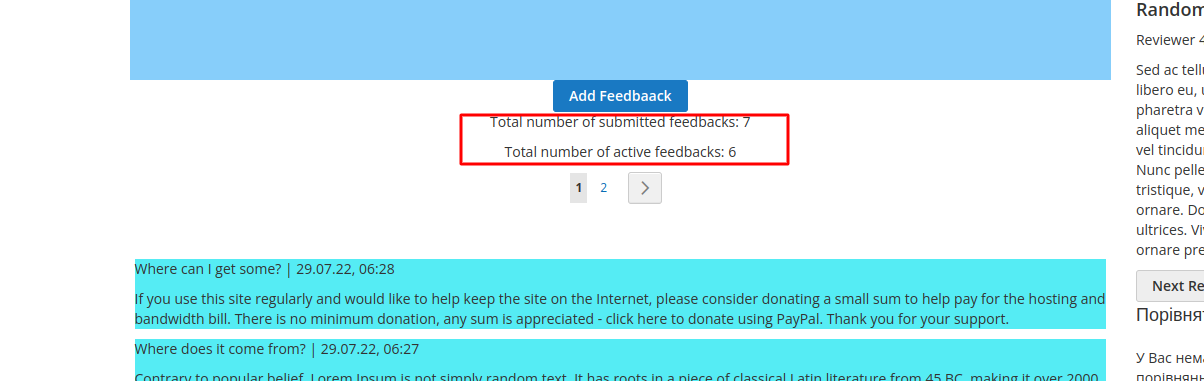 Add Feedbaack
Total number of submitted feedbacks: 7
Total number of active feedbacks: 6
1 2
Where can I get some? | 29.07.22, 06:28
If you use this site regularly and would like to help keep the site on the Internet, please consider donating a small sum to help pay for the hosting and
bandwidth bill. There is no minimum donation, any sum is appreciated - click here to donate using PayPal. Thank you for your support.
Where does it come from? | 29.07.22, 06:27
Contrary to popular belief, Lorem Ipsum is not simply random text. It has roots in a piece of classical Latin literature from 45 BC, making it over 2000
Random
Reviewer 4
Sed ac tell
libero eu,
pharetra v
aliquet me
vel tincidu
Nunc pelle
tristique, v
ornare. Do
ultrices. Vi
ornare pre
Next Re
Порівня
У Вас нема
порівнян